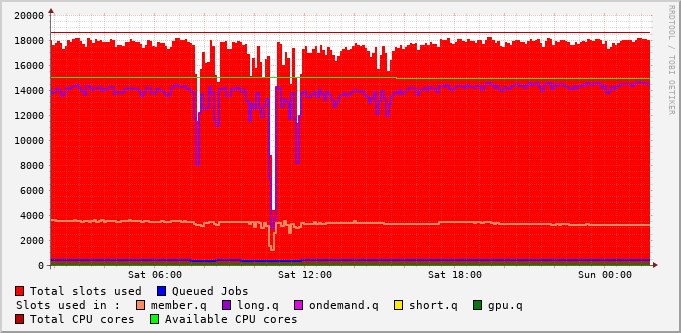 20000
18000
16000
14000
12000
10000
8000
6000
4000
2000
0
Sat 06:00 Sat 12:00 Sat 18:00 Sun 00:00
RRDTOOL / TOBI OETIKER
Total slots used Queued Jobs
Slots used in : member.q long.q ondemand.q short.q gpu.q
Total CPU cores Available CPU cores